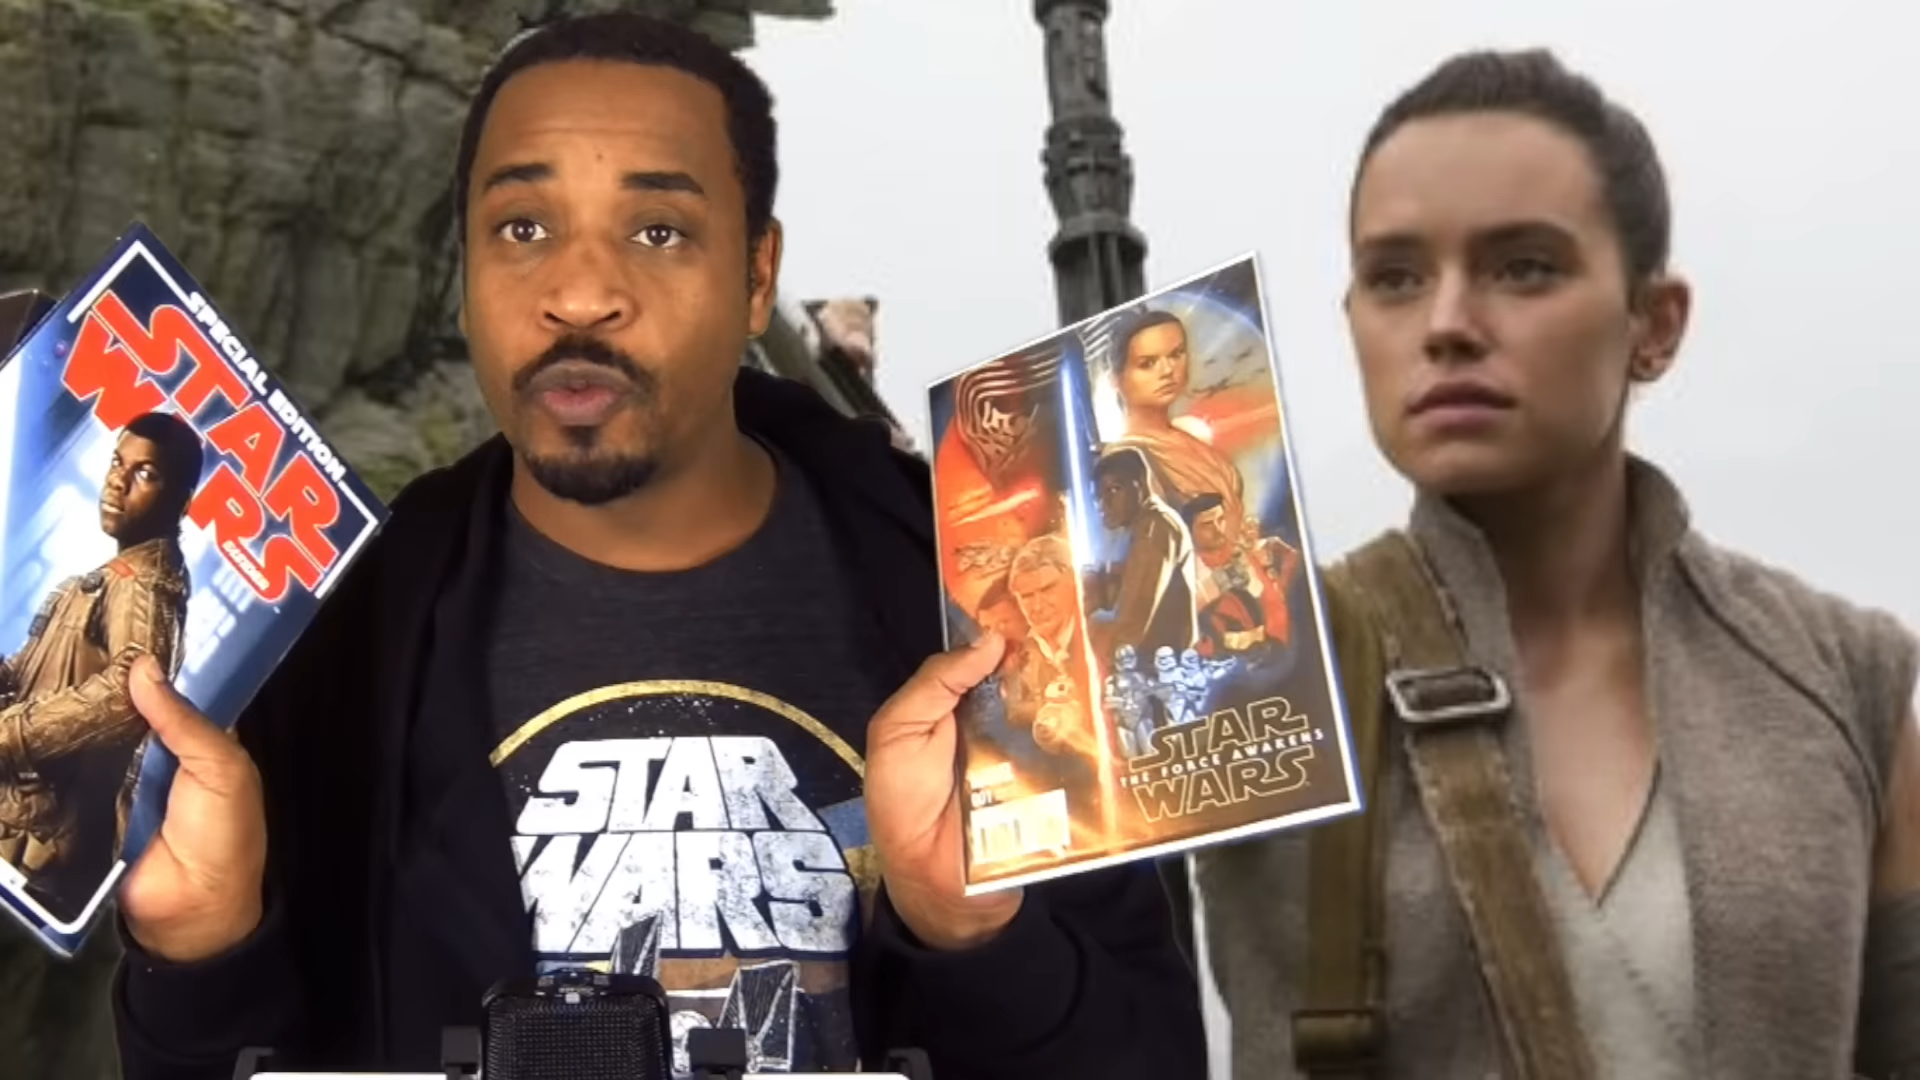 SPECIAL EDITION
STAR
WARS
STAR
THE FORCE AWAKENS
WARS
STAR
WARS